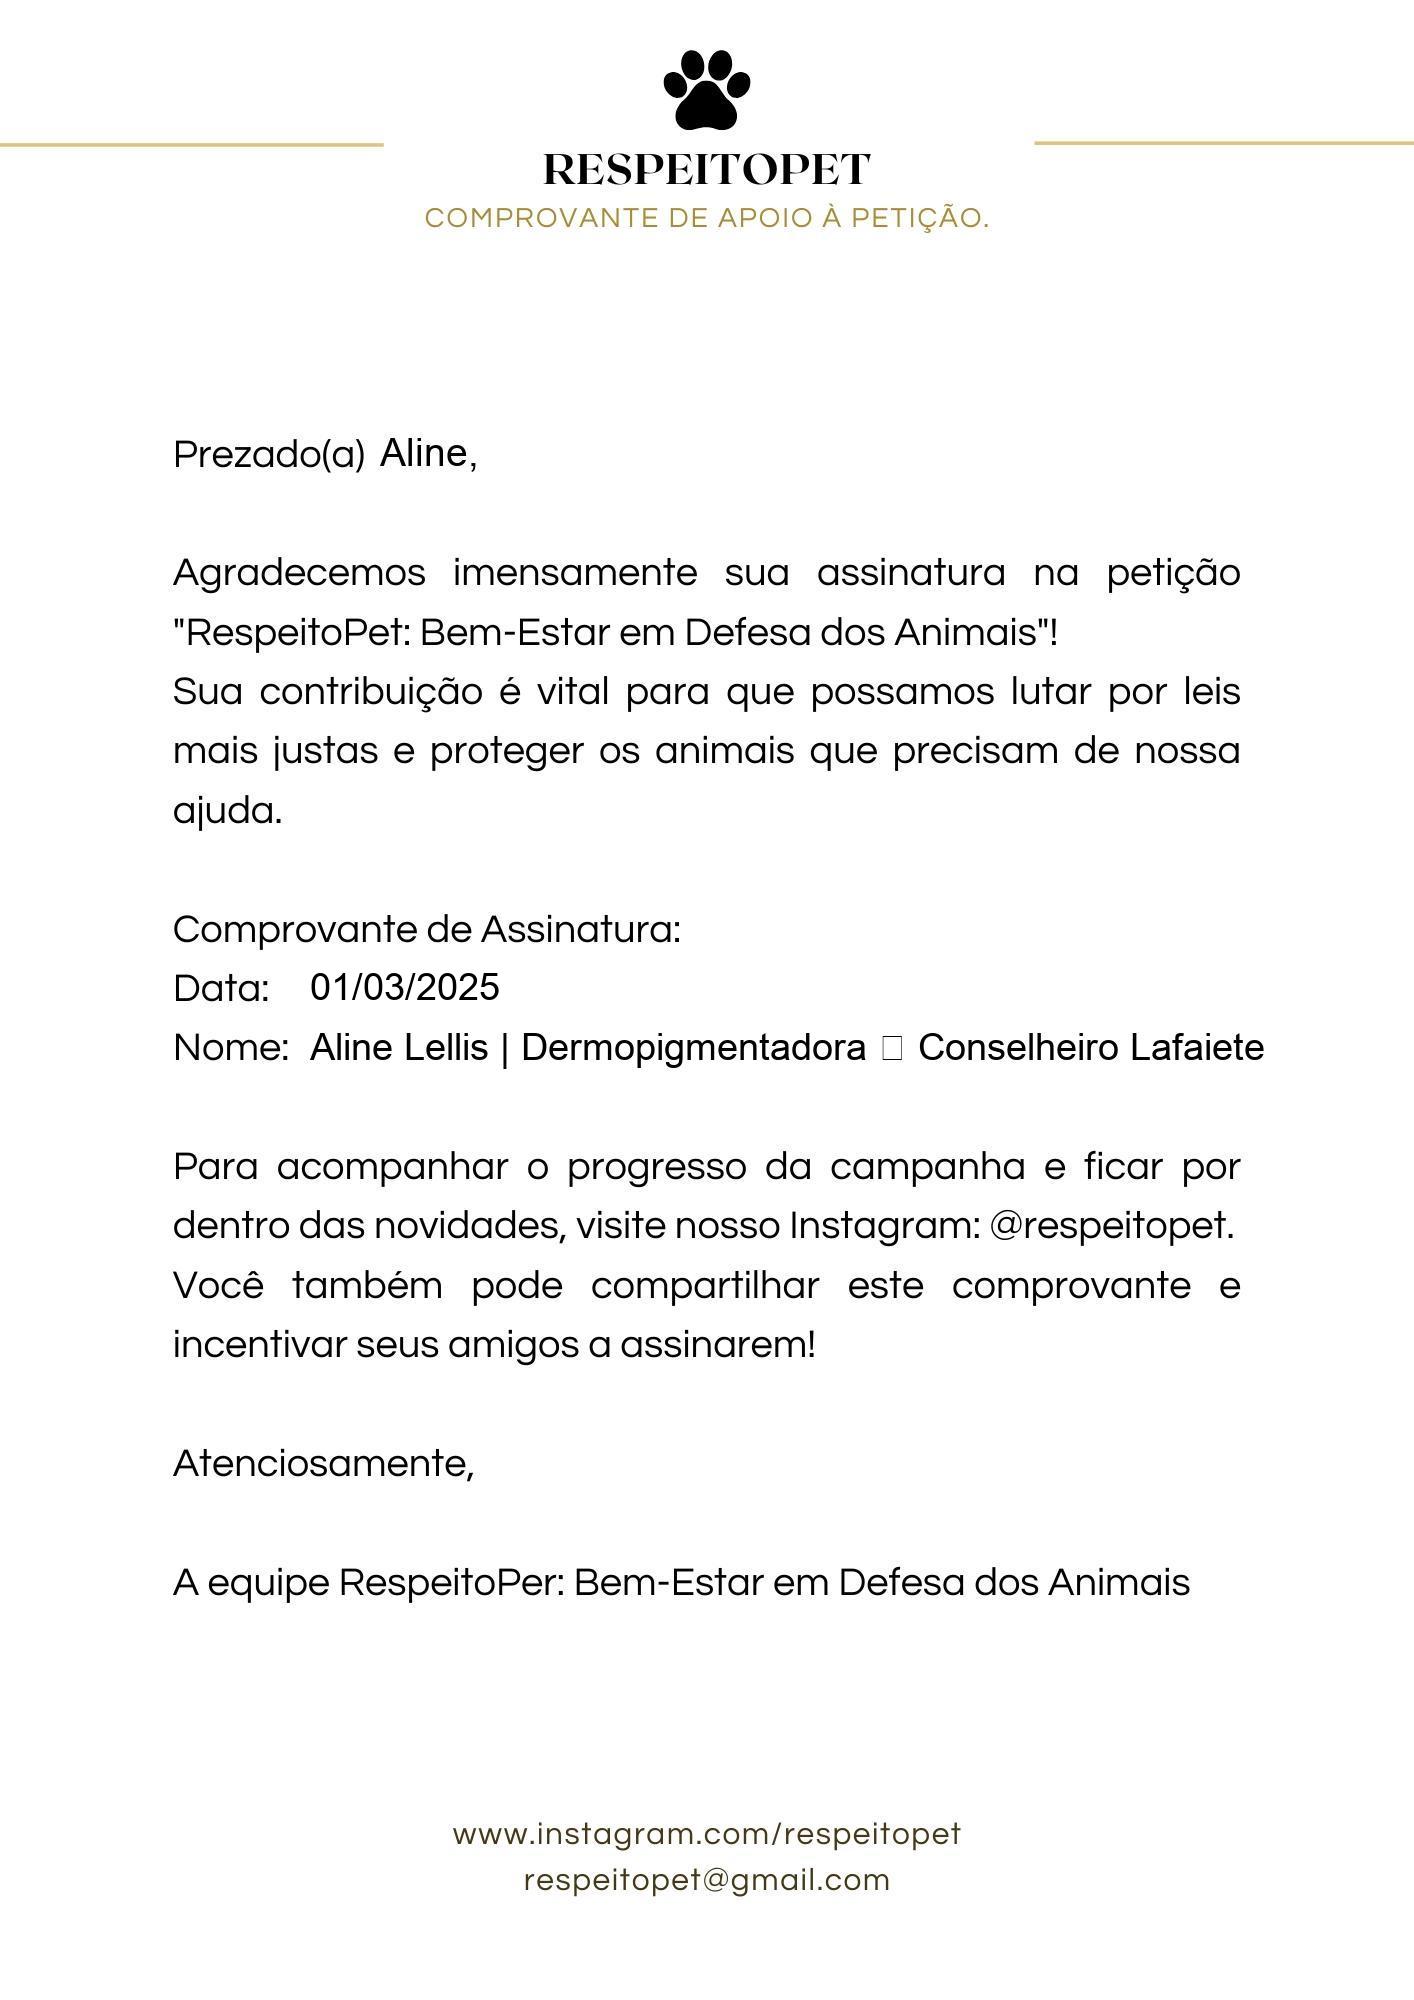 RESPEITOPET
COMPROVANTE DE APOIO À PETIÇÃO.
Prezado(a) Aline,
Agradecemos imensamente sua assinatura na petição
"RespeitoPet: Bem-Estar em Defesa dos Animais"!
Sua contribuição é vital para que possamos lutar por leis
mais justas e proteger os animais que precisam de nossa
ajuda.
Comprovante de Assinatura:
Data: 01/03/2025
Nome: Aline Lellis | Dermopigmentadora □ Conselheiro Lafaiete
Para acompanhar o progresso da campanha e ficar por
dentro das novidades, visite nosso Instagram: @respeitopet.
Você também pode compartilhar este comprovante e
incentivar seus amigos a assinarem!
Atenciosamente,
A equipe RespeitoPer: Bem-Estar em Defesa dos Animais
www.instagram.com/respeitopet
respeitopet@gmail.com